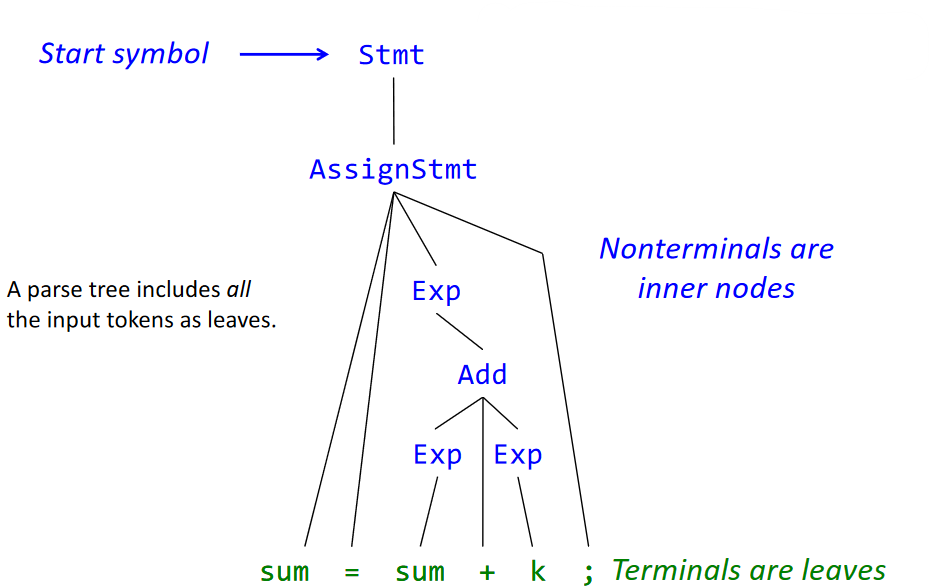 Start symbol
Stmt
AssignStmt
Nonterminals are
inner nodes
A parse tree includes all
the input tokens as leaves.
Exp
Add
Exp Exp
sum = sum + k ; Terminals are leaves